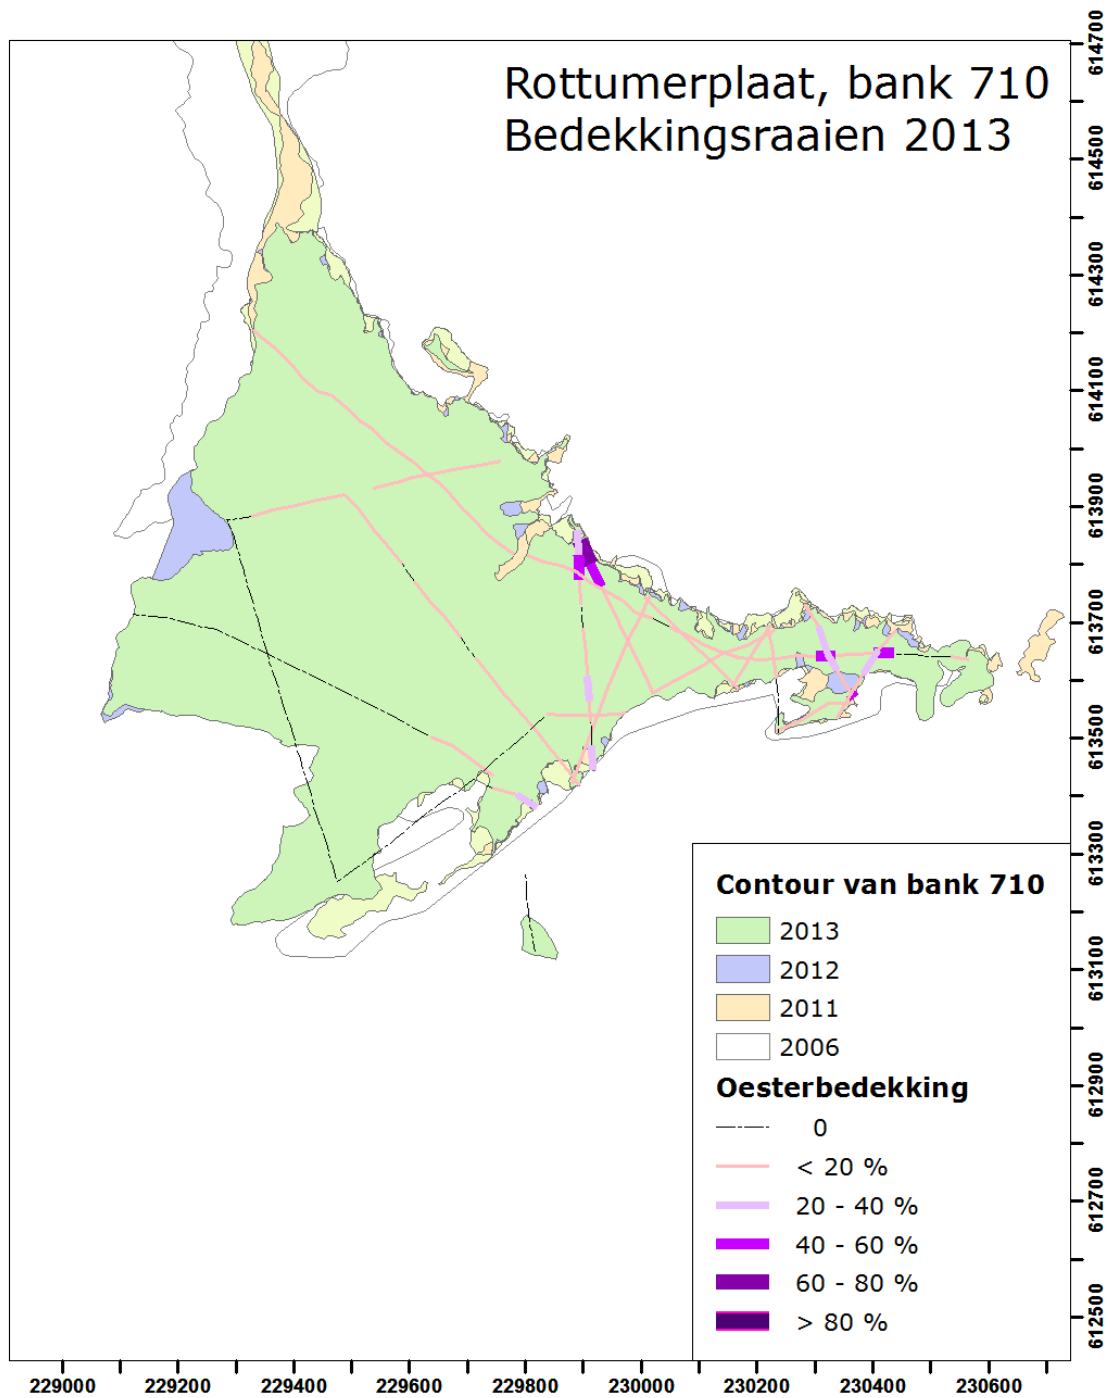 Rottumerplaat, bank 710
Bedekkingsraaien 2013
614700
614500
614300
614100
613900
613700
613500
613300
613100
612900
612700
612500
Contour van bank 710
2013
2012
2011
2006
Oesterbedekking
0
< 20 %
20 - 40 %
40 - 60 %
60 - 80 %
> 80 %
229000 229200 229400 229600 229800 230000 230200 230400 230600